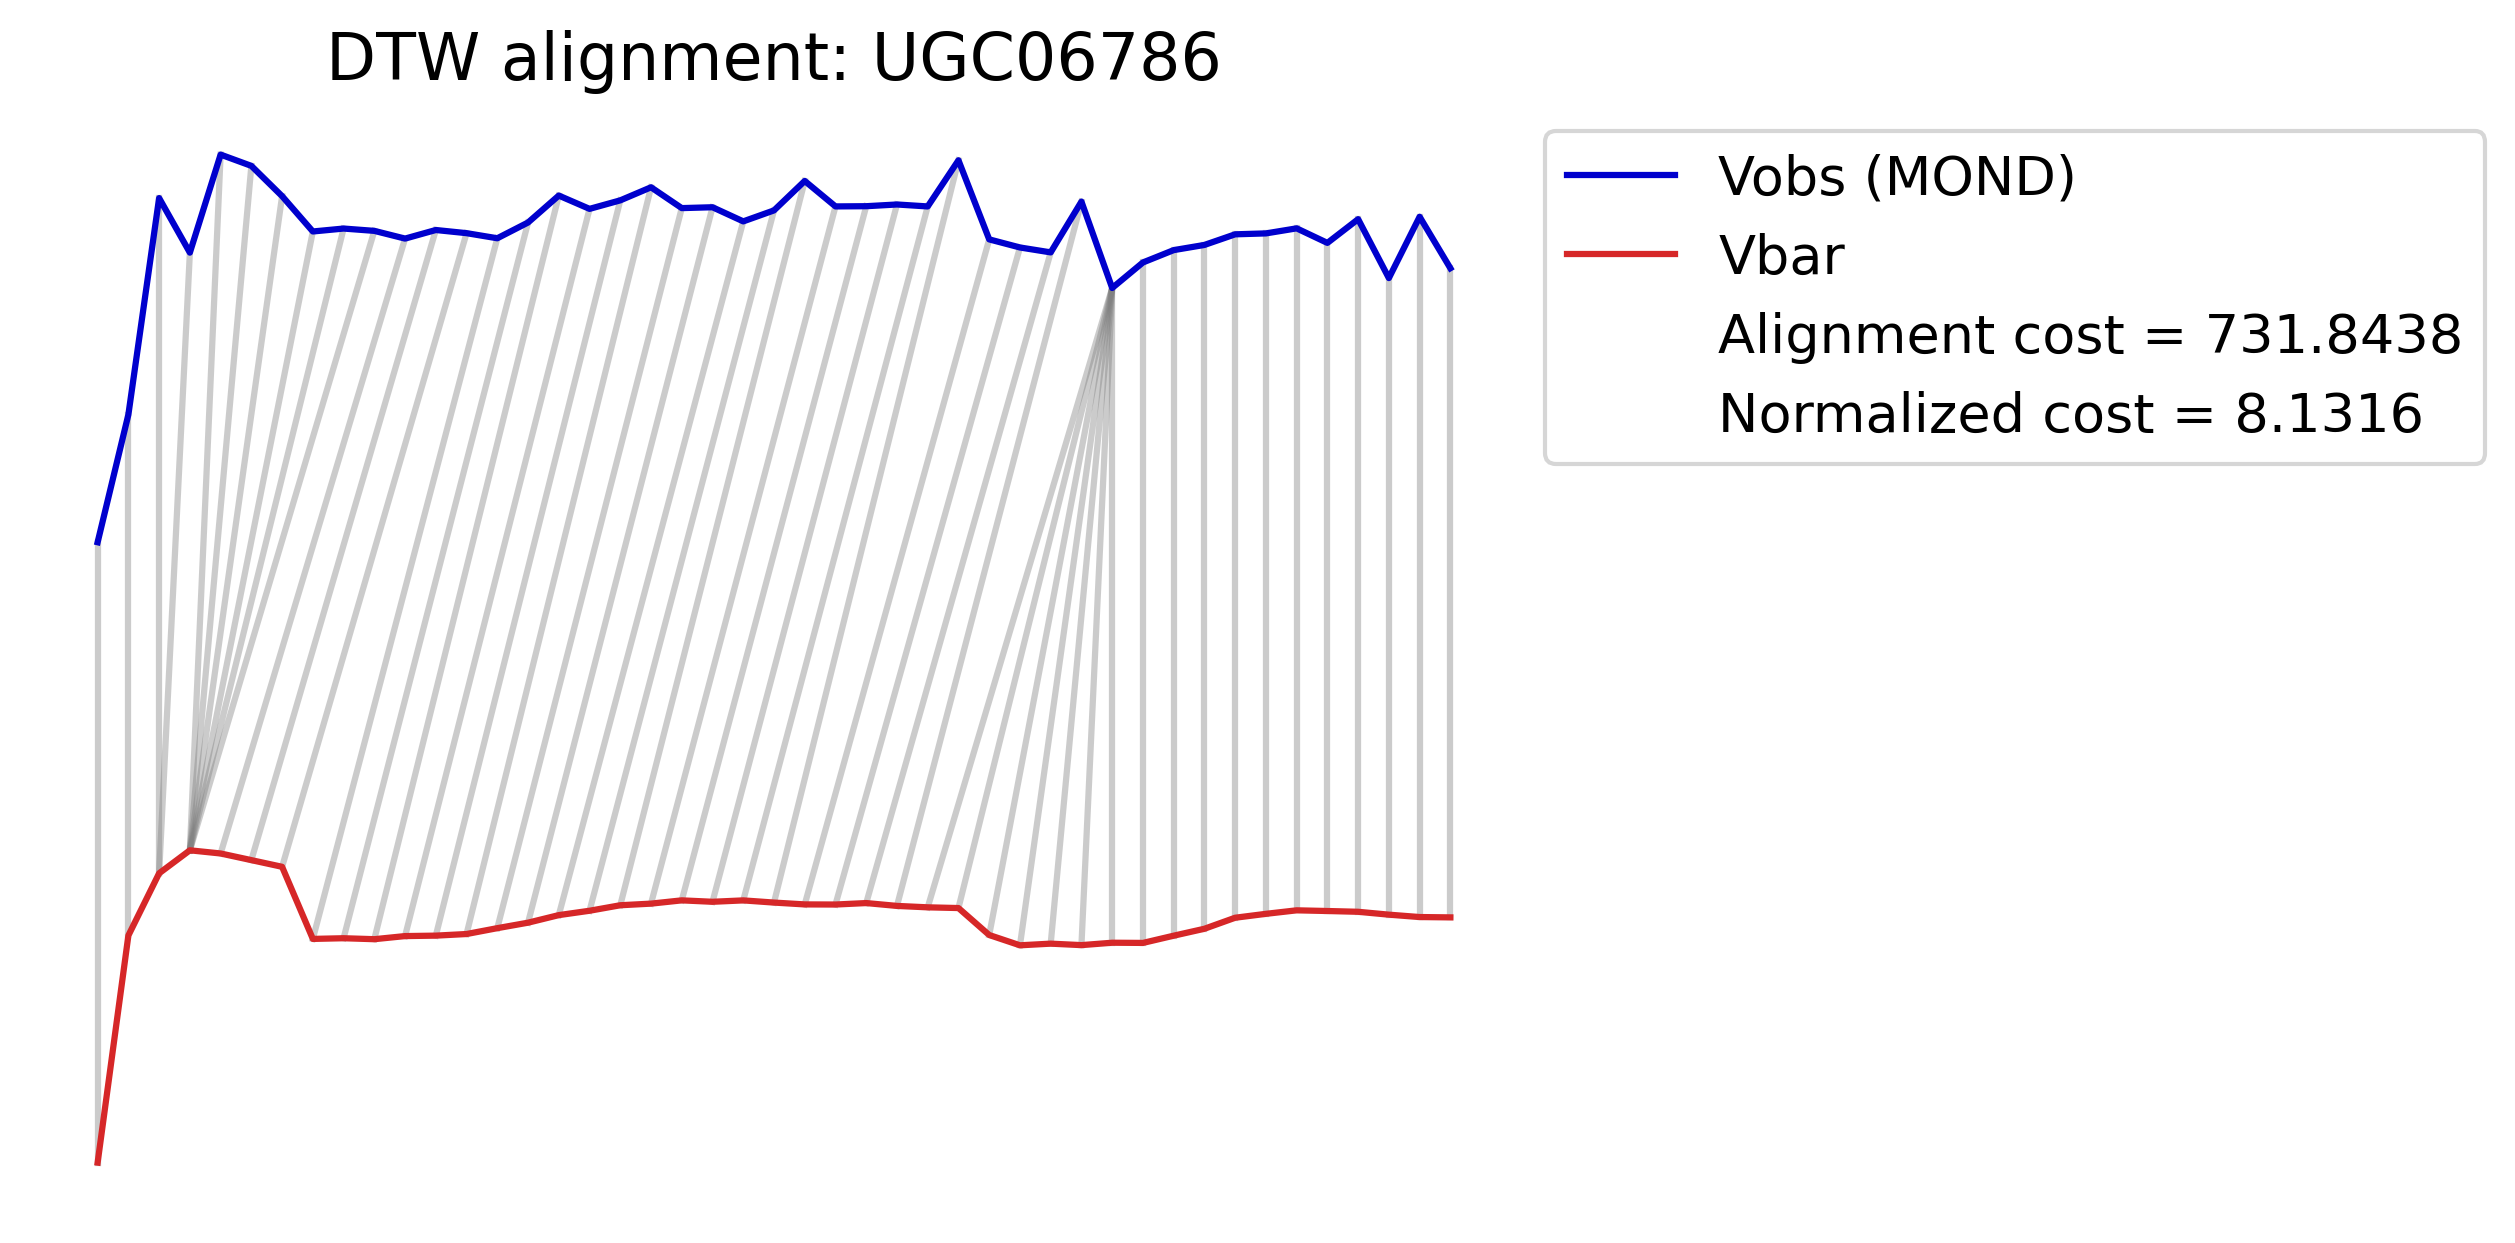 DTW alignment: UGC06786
Vobs (MOND)
Vbar
Alignment cost = 731.8438
Normalized cost = 8.1316